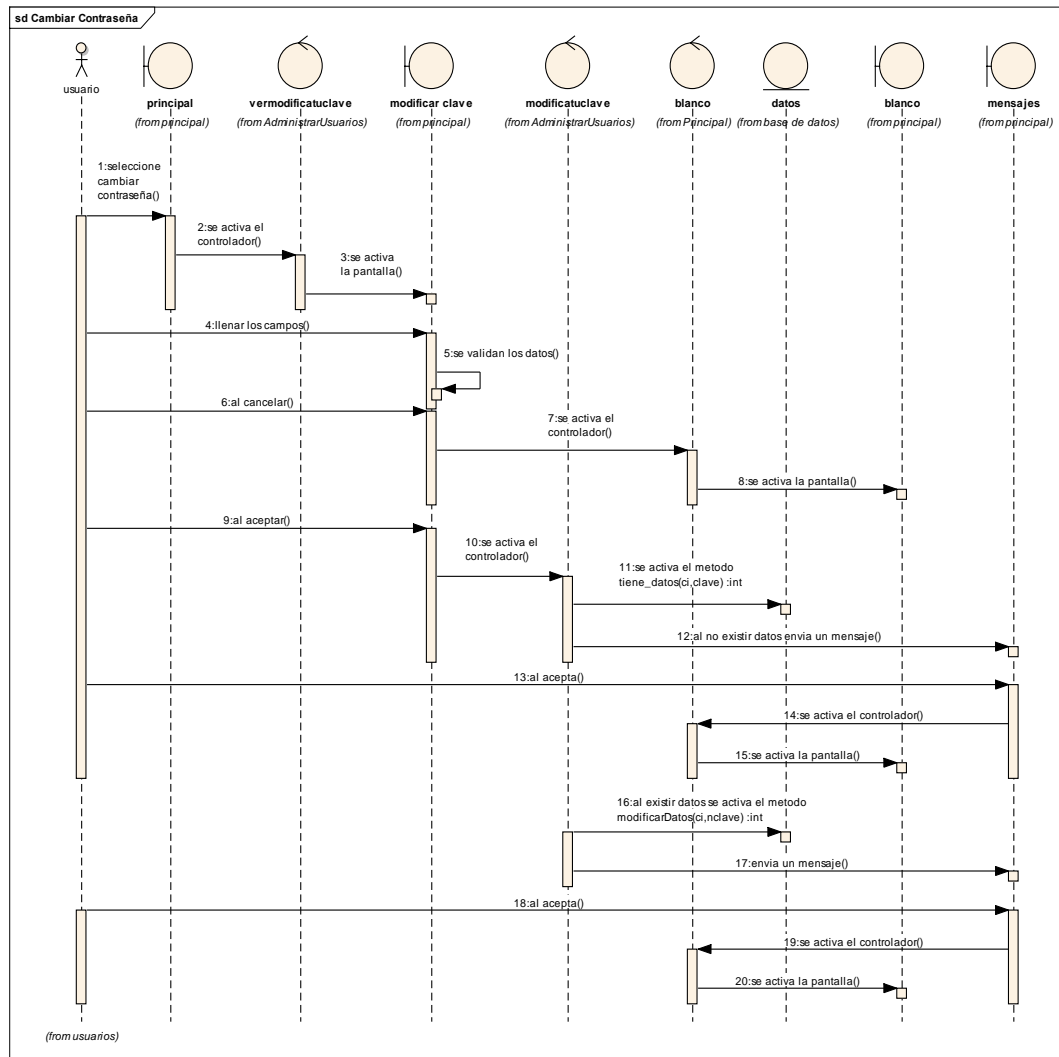 sd Cambiar Contraseña
usuario
principal
(from principal)
vermodificatuclave
(from AdministrarUsuarios)
modificar clave
(from principal)
modificatuclave
(from AdministrarUsuarios)
blanco
(from Principal)
datos
(from base de datos)
blanco
(from principal)
mensajes
(from principal)
1:seleccione
cambiar
contraseña()
2:se activa el
controlador()
3:se activa
la pantalla()
4:llenar los campos()
5:se validan los datos()
6:al cancelar()
7:se activa el
controlador()
8:se activa la pantalla()
9:al aceptar()
10:se activa el
controlador()
11:se activa el metodo
tiene_datos(ci,clave) :int
12:al no existir datos envia un mensaje()
13:al acepta()
14:se activa el controlador()
15:se activa la pantalla()
16:al existir datos se activa el metodo
modificarDatos(ci,nclave) :int
17:envia un mensaje()
18:al acepta()
19:se activa el controlador()
20:se activa la pantalla()
(from usuarios)